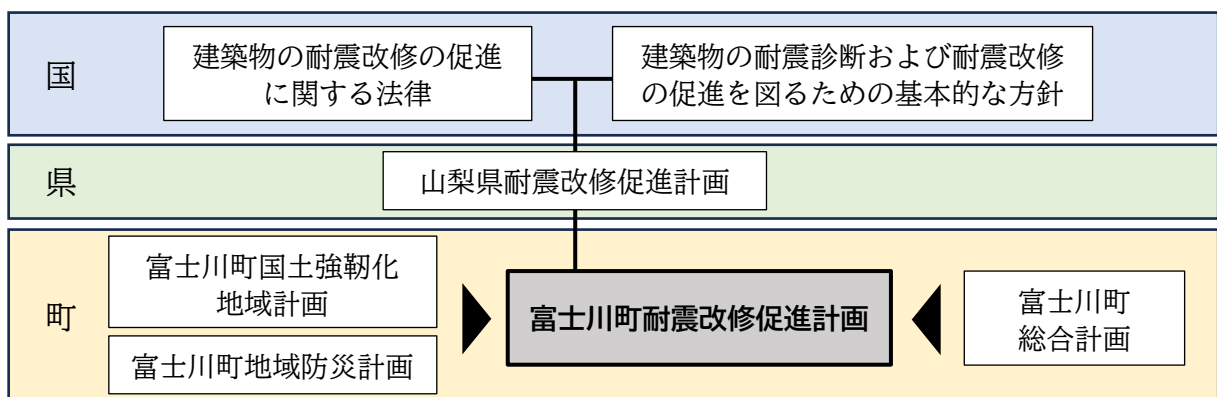 国
建築物の耐震改修の促進
に関する法律
建築物の耐震診断および耐震改修
の促進を図るための基本的な方針
県
山梨県耐震改修促進計画
町
富士川町国土強靭化
地域計画
富士川町地域防災計画
富士川町耐震改修促進計画
富士川町
総合計画